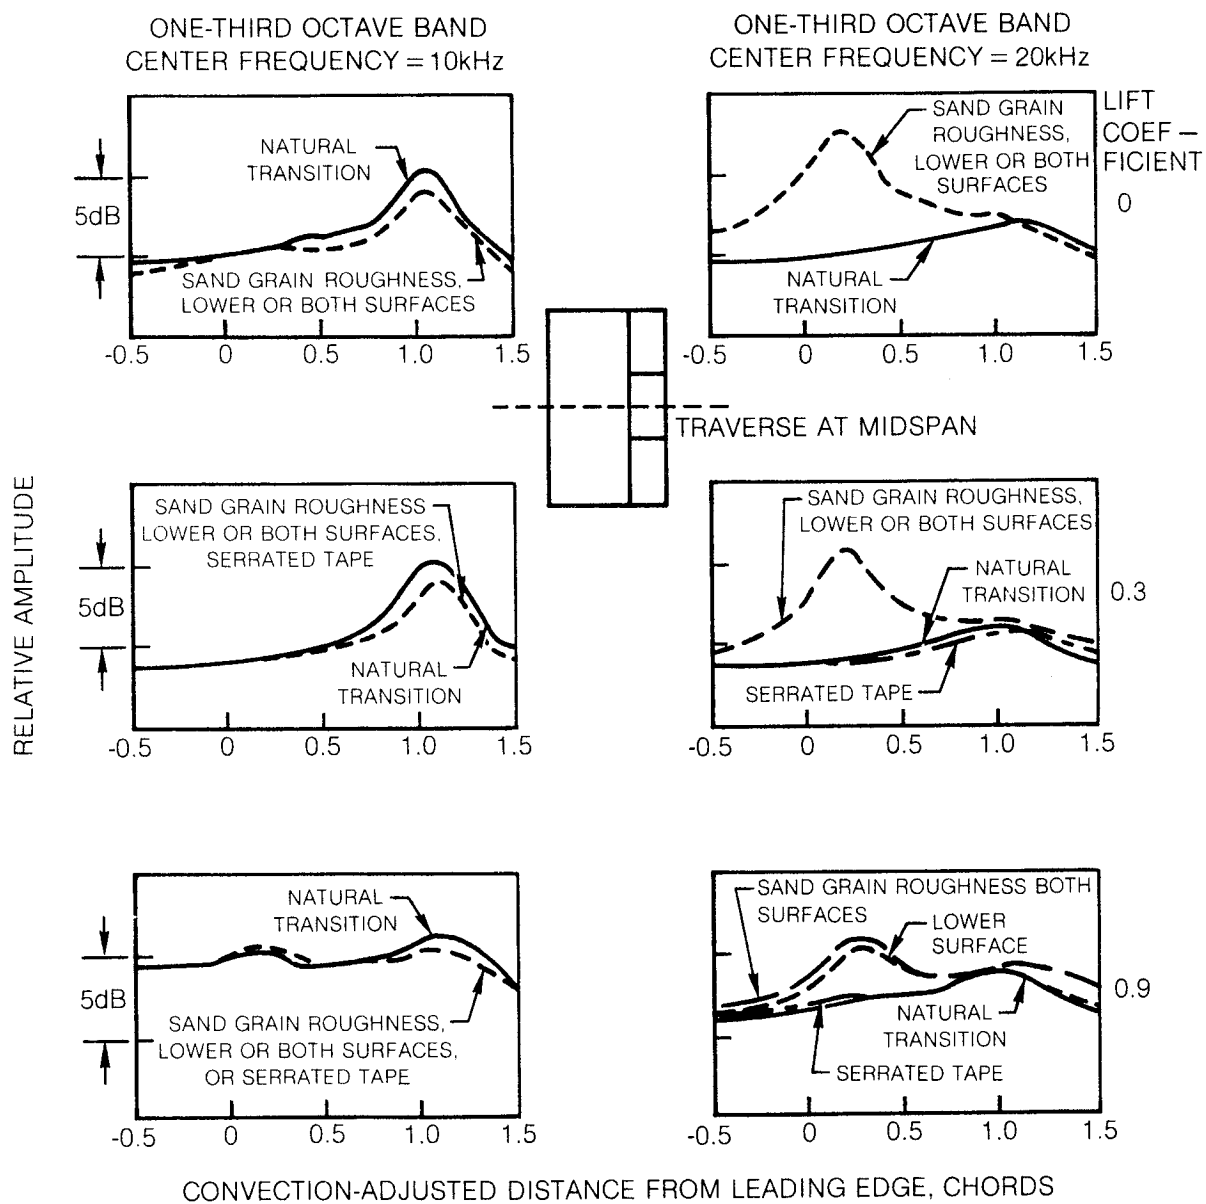 ONE-THIRD OCTAVE BAND
CENTER FREQUENCY = 10kHz
ONE-THIRD OCTAVE BAND
CENTER FREQUENCY = 20kHz
NATURAL
TRANSITION
5dB
SAND GRAIN ROUGHNESS,
LOWER OR BOTH SURFACES
-0.5 0 0.5 1.0 1.5
SAND GRAIN
ROUGHNESS,
LOWER OR BOTH
SURFACES
NATURAL
TRANSITION
-0.5 0 0.5 1.0 1.5
LIFT
COEF –
FICIENT
0
TRAVERSE AT MIDSPAN
RELATIVE AMPLITUDE
SAND GRAIN ROUGHNESS
LOWER OR BOTH SURFACES,
SERRATED TAPE
5dB
NATURAL
TRANSITION
-0.5 0 0.5 1.0 1.5
SAND GRAIN ROUGHNESS,
LOWER OR BOTH SURFACES
NATURAL
TRANSITION
SERRATED TAPE
0.3
-0.5 0 0.5 1.0 1.5
NATURAL
TRANSITION
5dB
SAND GRAIN ROUGHNESS,
LOWER OR BOTH SURFACES,
OR SERRATED TAPE
-0.5 0 0.5 1.0 1.5
SAND GRAIN ROUGHNESS BOTH
SURFACES
LOWER
SURFACE
NATURAL
TRANSITION
SERRATED TAPE
0.9
-0.5 0 0.5 1.0 1.5
CONVECTION-ADJUSTED DISTANCE FROM LEADING EDGE, CHORDS